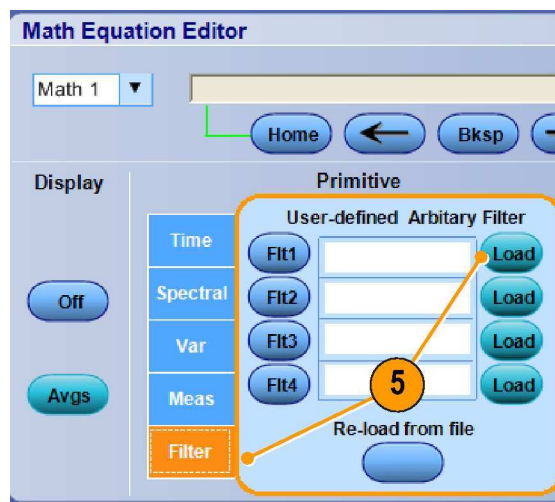 Math Equation Editor
Math 1
Home Bksp
Display Primitive
User-defined Arbitary Filter
Time
Flt1 Load
Spectral
Off
Flt2 Load
Var
Flt3 Load
Avgs
Meas
Flt4 5 Load
Filter
Re-load from file